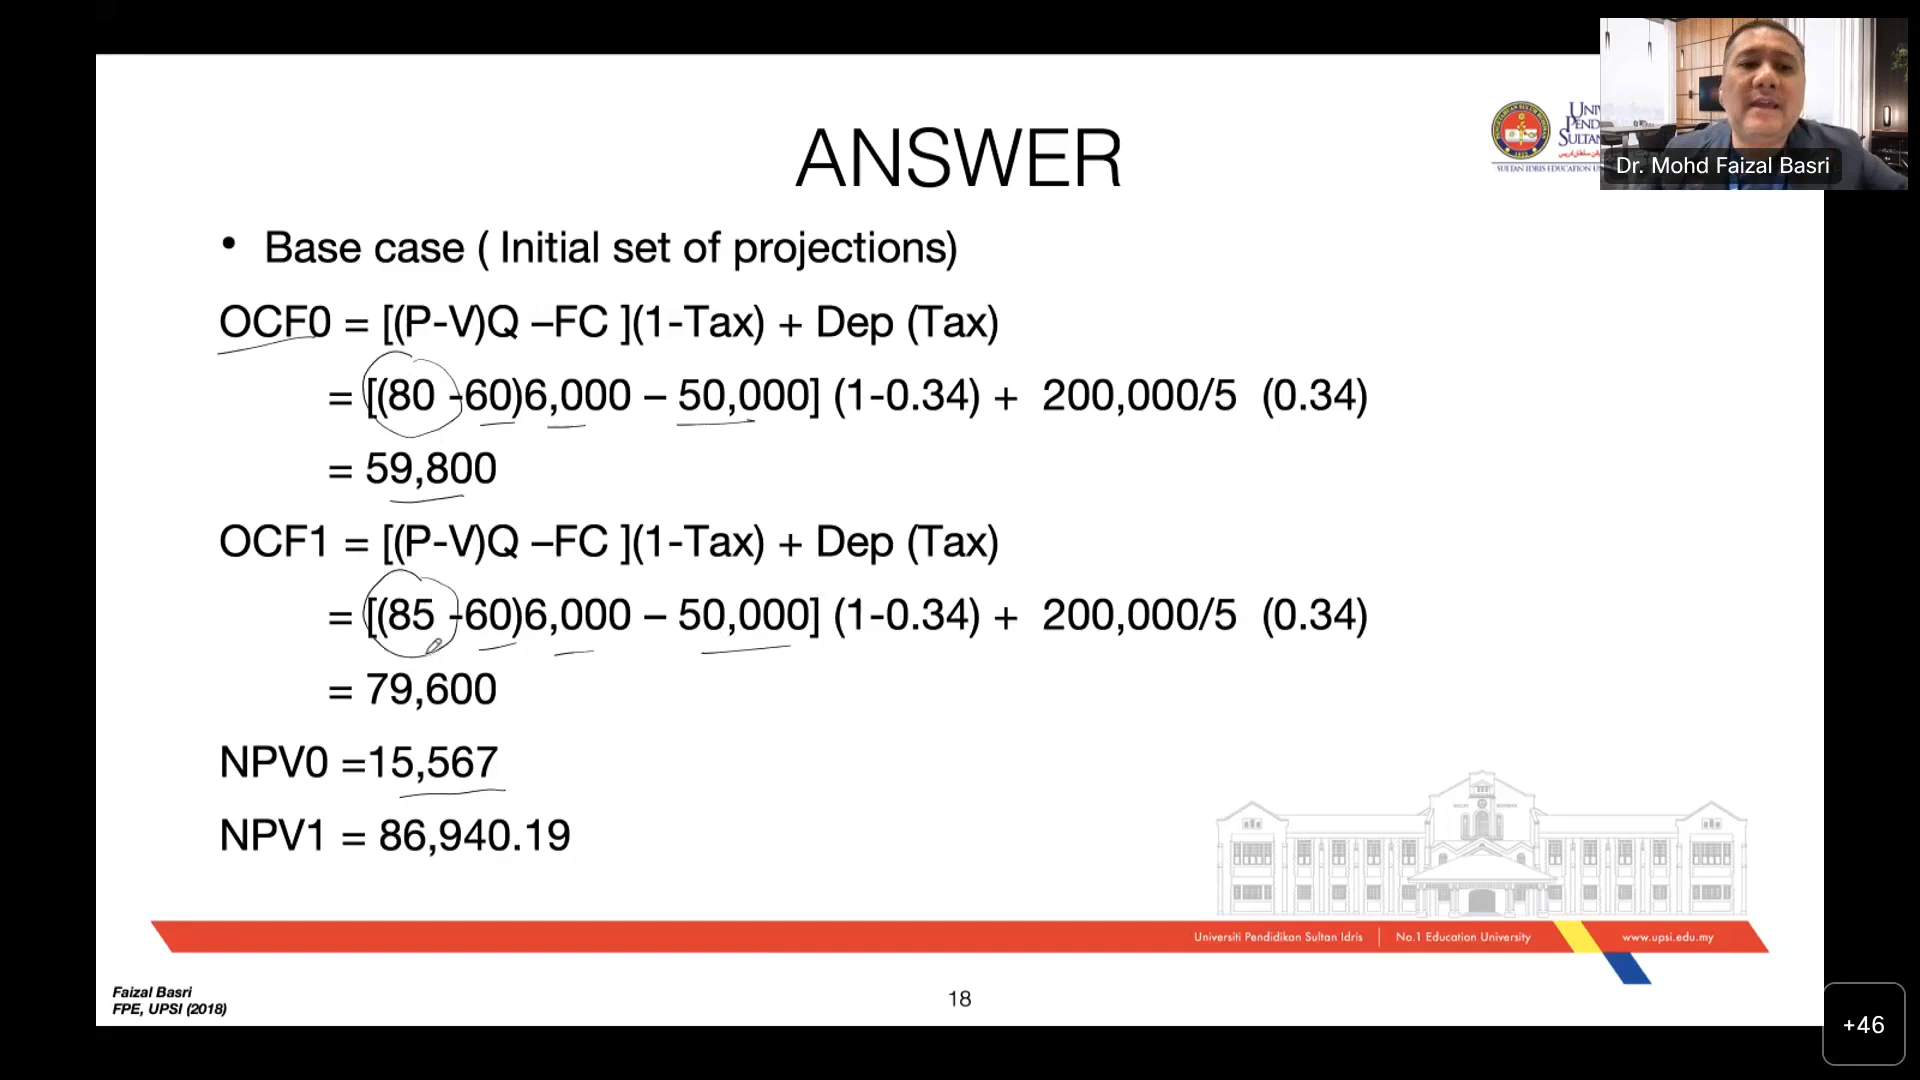 ANSWER
• Base case ( Initial set of projections)
OCF0 = [(P-V)Q –FC ](1-Tax) + Dep (Tax)
= [(80 -60)6,000 – 50,000] (1-0.34) + 200,000/5 (0.34)
= 59,800
OCF1 = [(P-V)Q –FC ](1-Tax) + Dep (Tax)
= [(85 -60)6,000 – 50,000] (1-0.34) + 200,000/5 (0.34)
= 79,600
NPV0 =15,567
NPV1 = 86,940.19
Dr. Mohd Faizal Basri
Universiti Pendidikan Sultan Idris | No.1 Education University
www.upsi.edu.my
Faizal Basri
FPE, UPSI (2018)
18
+46